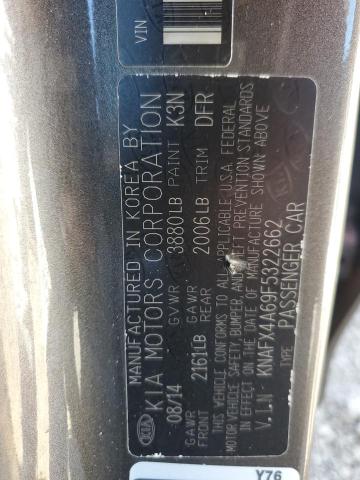 VIN
MANUFACTURED IN KOREA BY
KIA MOTORS CORPORATION
08/14 GVWR 3880LB PAINT K3N
GAWR FRONT 2161LB GAWR REAR 2006LB TRIM DFR
THIS VEHICLE CONFORMS TO ALL APPLICABLE U.S.A. FEDERAL
MOTOR VEHICLE SAFETY, BUMPER, AND THEFT PREVENTION STANDARDS
IN EFFECT ON THE DATE OF MANUFACTURE SHOWN ABOVE
V.I.N : KNAFX4A69F5322662
TYPE : PASSENGER CAR
KIA
Y76